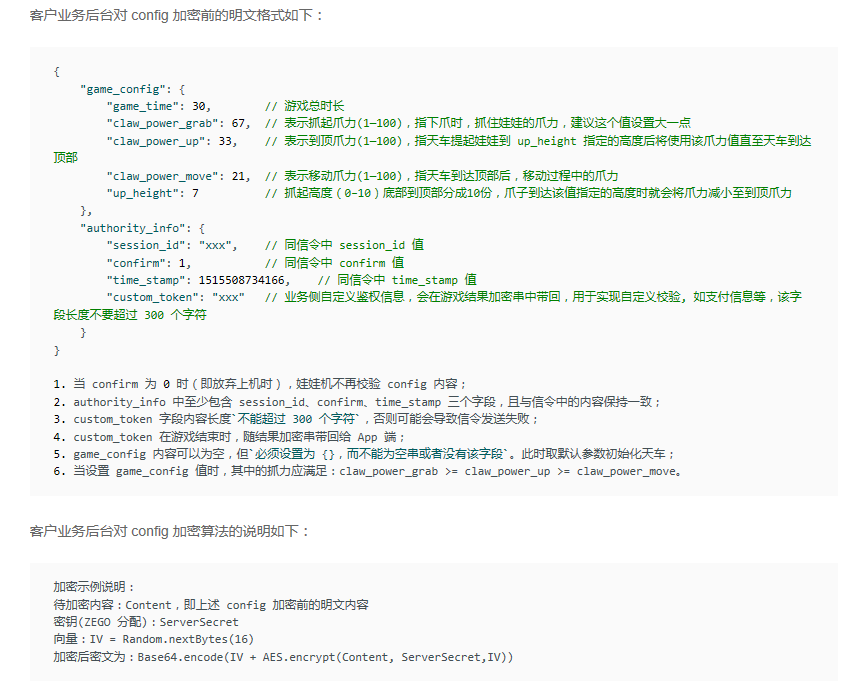 客户业务后台对 config 加密前的明文格式如下：
{
"game_config": {
"game_time": 30, // 游戏总时长
"claw_power_grab": 67, // 表示抓起爪力(1—100)，指下爪时，抓住娃娃的爪力，建议这个值设置大一点
"claw_power_up": 33, // 表示到顶爪力(1—100)，指天车提起娃娃到 up_height 指定的高度后将使用该爪力值直至天车到达
顶部
"claw_power_move": 21, // 表示移动爪力(1—100)，指天车到达顶部后，移动过程中的爪力
"up_height": 7 // 抓起高度（0-10）底部到顶部分成10份，爪子到达该值指定的高度时就会将爪力减小至到顶爪力
},
"authority_info": {
"session_id": "xxx", // 同信令中 session_id 值
"confirm": 1, // 同信令中 confirm 值
"time_stamp": 1515508734166, // 同信令中 time_stamp 值
"custom_token": "xxx" // 业务侧自定义鉴权信息，会在游戏结果加密串中带回，用于实现自定义校验, 如支付信息等，该字
段长度不要超过 300 个字符
}
}
1. 当 confirm 为 0 时（即放弃上机时），娃娃机不再校验 config 内容；
2. authority_info 中至少包含 session_id、confirm、time_stamp 三个字段，且与信令中的内容保持一致；
3. custom_token 字段内容长度`不能超过 300 个字符`，否则可能会导致信令发送失败；
4. custom_token 在游戏结束时，随结果加密串带回给 App 端；
5. game_config 内容可以为空，但`必须设置为 {}，而不能为空串或者没有该字段`。此时取默认参数初始化天车；
6. 当设置 game_config 值时，其中的抓力应满足：claw_power_grab >= claw_power_up >= claw_power_move。
客户业务后台对 config 加密算法的说明如下：
加密示例说明：
待加密内容：Content，即上述 config 加密前的明文内容
密钥(ZEGO 分配)：ServerSecret
向量：IV = Random.nextBytes(16)
加密后密文为：Base64.encode(IV + AES.encrypt(Content, ServerSecret,IV))